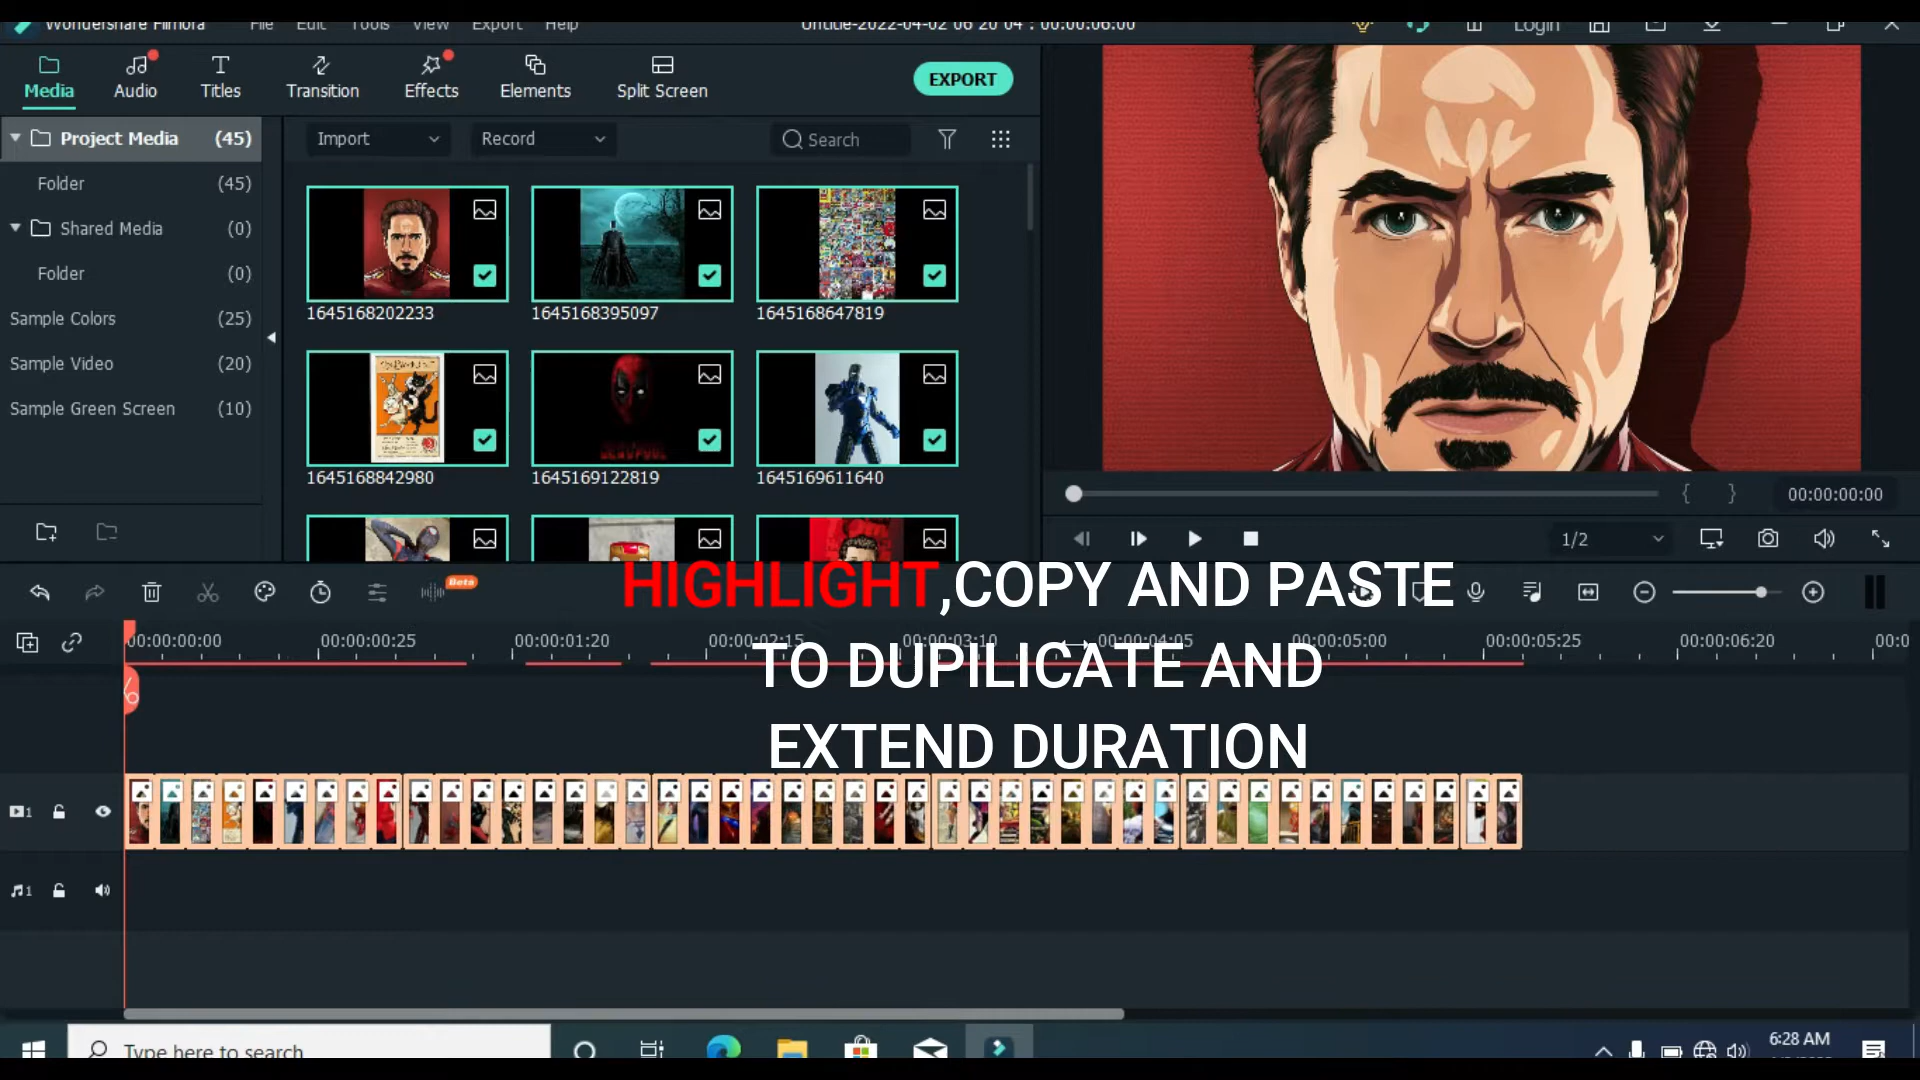 Wondershare Filmora File Edit Tools View Export Help Untitle-2022-04-02 06 20 04 : 00:00:06:00 Login
Media Audio Titles Transition Effects Elements Split Screen EXPORT
Project Media (45)
Folder (45)
Shared Media (0)
Folder (0)
Sample Colors (25)
Sample Video (20)
Sample Green Screen (10)
Import Record Search
1645168202233 1645168395097 1645168647819
1645168842980 1645169122819 1645169611640
00:00:00:00
1/2
Beta
HIGHLIGHT,COPY AND PASTE
TO DUPILICATE AND
EXTEND DURATION
00:00:00:00 00:00:00:25 00:00:01:20 00:00:02:15 00:00:03:10 00:00:04:05 00:00:05:00 00:00:05:25 00:00:06:20 00:0
1
1
Type here to search
6:28 AM